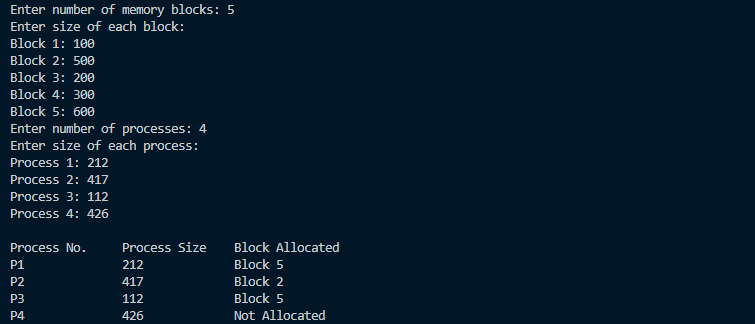 Enter number of memory blocks: 5
Enter size of each block:
Block 1: 100
Block 2: 500
Block 3: 200
Block 4: 300
Block 5: 600
Enter number of processes: 4
Enter size of each process:
Process 1: 212
Process 2: 417
Process 3: 112
Process 4: 426
Process No. Process Size Block Allocated
P1 212 Block 5
P2 417 Block 2
P3 112 Block 5
P4 426 Not Allocated